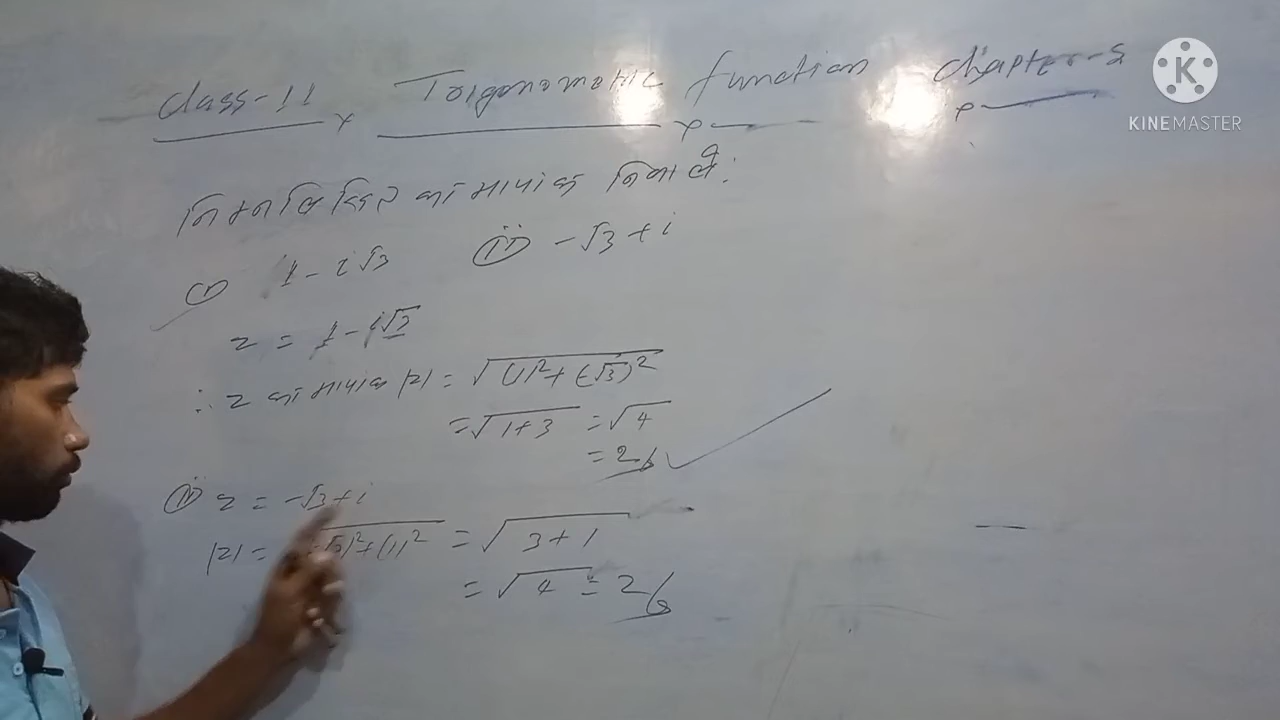 Class-11 Trigonometric function Chapter-5
KINEMASTER
निम्नलिखित का मापांक निकालें:
(i) 1 - i√3 (ii) -√3 + i
z = 1 - i√3
∴ z का मापांक |z| = √(1)² + (-√3)²
= √1+3 = √4
= 2
(ii) z = -√3 + i
|z| = √(-√3)² + (1)² = √3+1
= √4 = 2